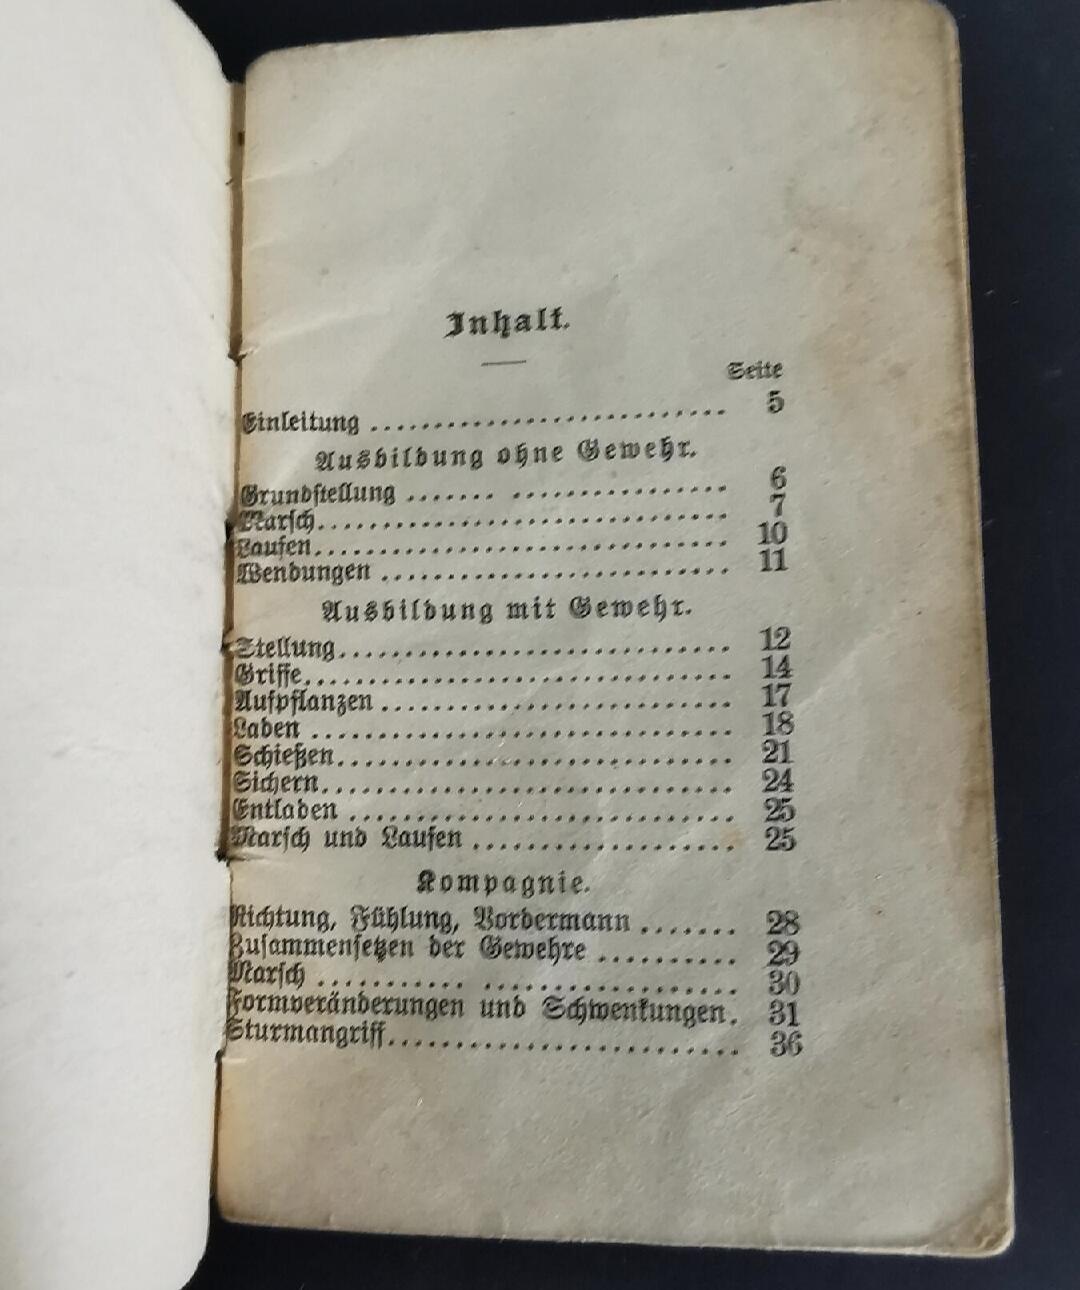 Inhalt.
Seite
Einleitung ........................... 5
Ausbildung ohne Gewehr.
Grundstellung ....... ................. 6
Marsch................................ 7
Laufen................................ 10
Wendungen ........................... 11
Ausbildung mit Gewehr.
Stellung.............................. 12
Griffe................................. 14
Aufpflanzen ........................... 17
Laden ................................ 18
Schießen.............................. 21
Sichern............................... 24
Entladen ............................. 25
Marsch und Laufen .................... 25
Kompagnie.
Richtung, Fühlung, Vordermann ....... 28
Zusammensetzen der Gewehre ........... 29
Marsch ........... .................... 30
Formveränderungen und Schwenkungen. 31
Sturmangriff........................... 36